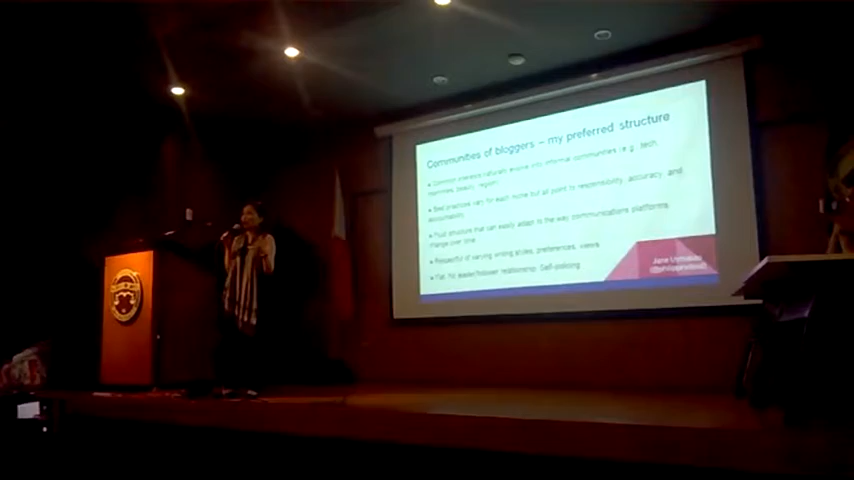 Communities of bloggers – my preferred structure
Common interests naturally evolve into informal communities (e.g. tech,
mommies, beauty, region)
Best practices vary for each niche but all point to responsibility, accuracy, and
accountability
Fluid structure that can easily adapt to the way communications platforms
change over time
Respectful of varying writing styles, preferences, views
Flat. No leader/follower relationship. Self-policing
Jane Uymatiao